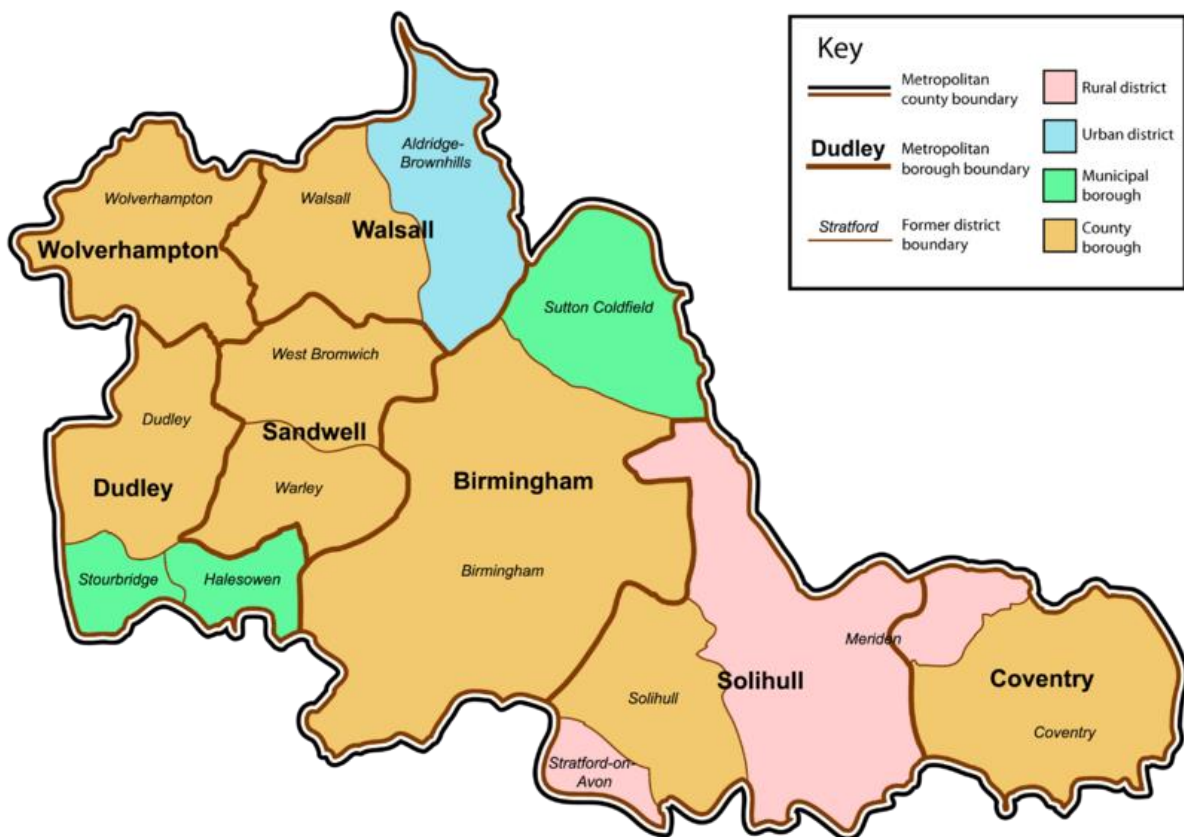 Key
Metropolitan
county boundary
Dudley
Metropolitan
borough boundary
Stratford
Former district
boundary
Rural district
Urban district
Municipal
borough
County
borough
Aldridge-
Brownhills
Wolverhampton
Walsall
Walsall
Wolverhampton
Sutton Coldfield
West Bromwich
Dudley
Sandwell
Warley
Dudley
Birmingham
Stourbridge
Halesowen
Birmingham
Meriden
Solihull
Solihull
Coventry
Coventry
Stratford-on-
Avon